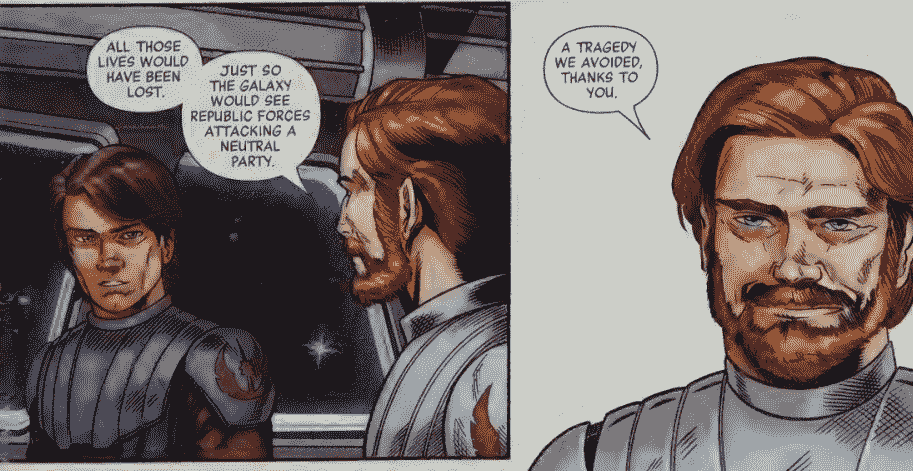 ALL THOSE
LIVES WOULD
HAVE BEEN
LOST.
JUST SO
THE GALAXY
WOULD SEE
REPUBLIC FORCES
ATTACKING A
NEUTRAL
PARTY.
A TRAGEDY
WE AVOIDED,
THANKS TO
YOU.